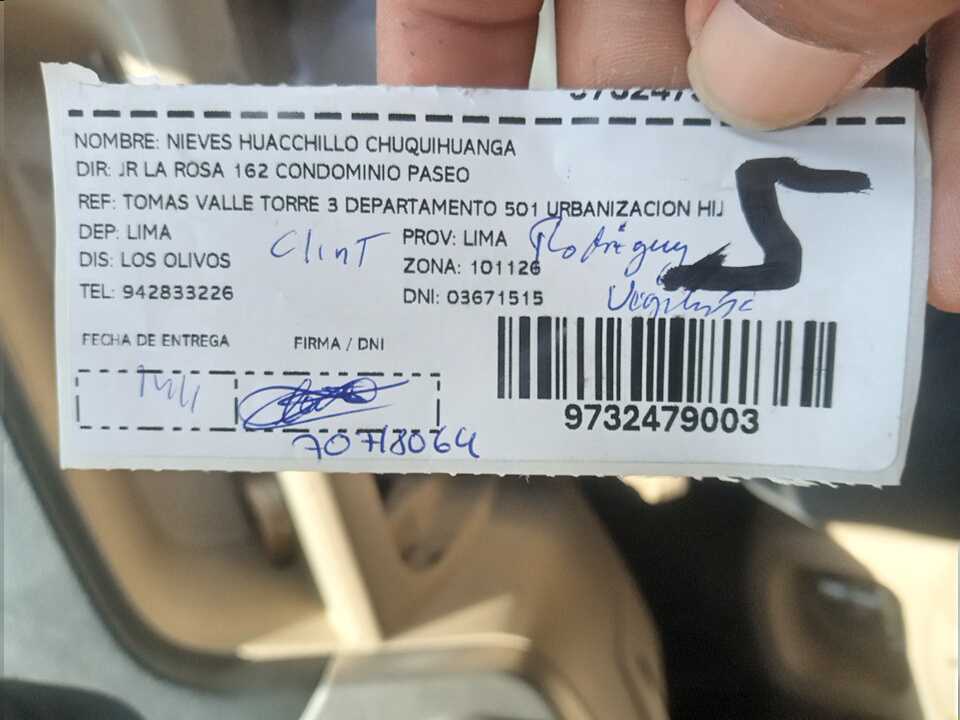 NOMBRE: NIEVES HUACCHILLO CHUQUIHUANGA
DIR: JR LA ROSA 162 CONDOMINIO PASEO
REF: TOMAS VALLE TORRE 3 DEPARTAMENTO 501 URBANIZACION HIJ
DEP: LIMA PROV: LIMA
DIS: LOS OLIVOS ZONA: 101126
TEL: 942833226 DNI: 03671515
Clint Rodriguez
FECHA DE ENTREGA FIRMA / DNI
9732479003